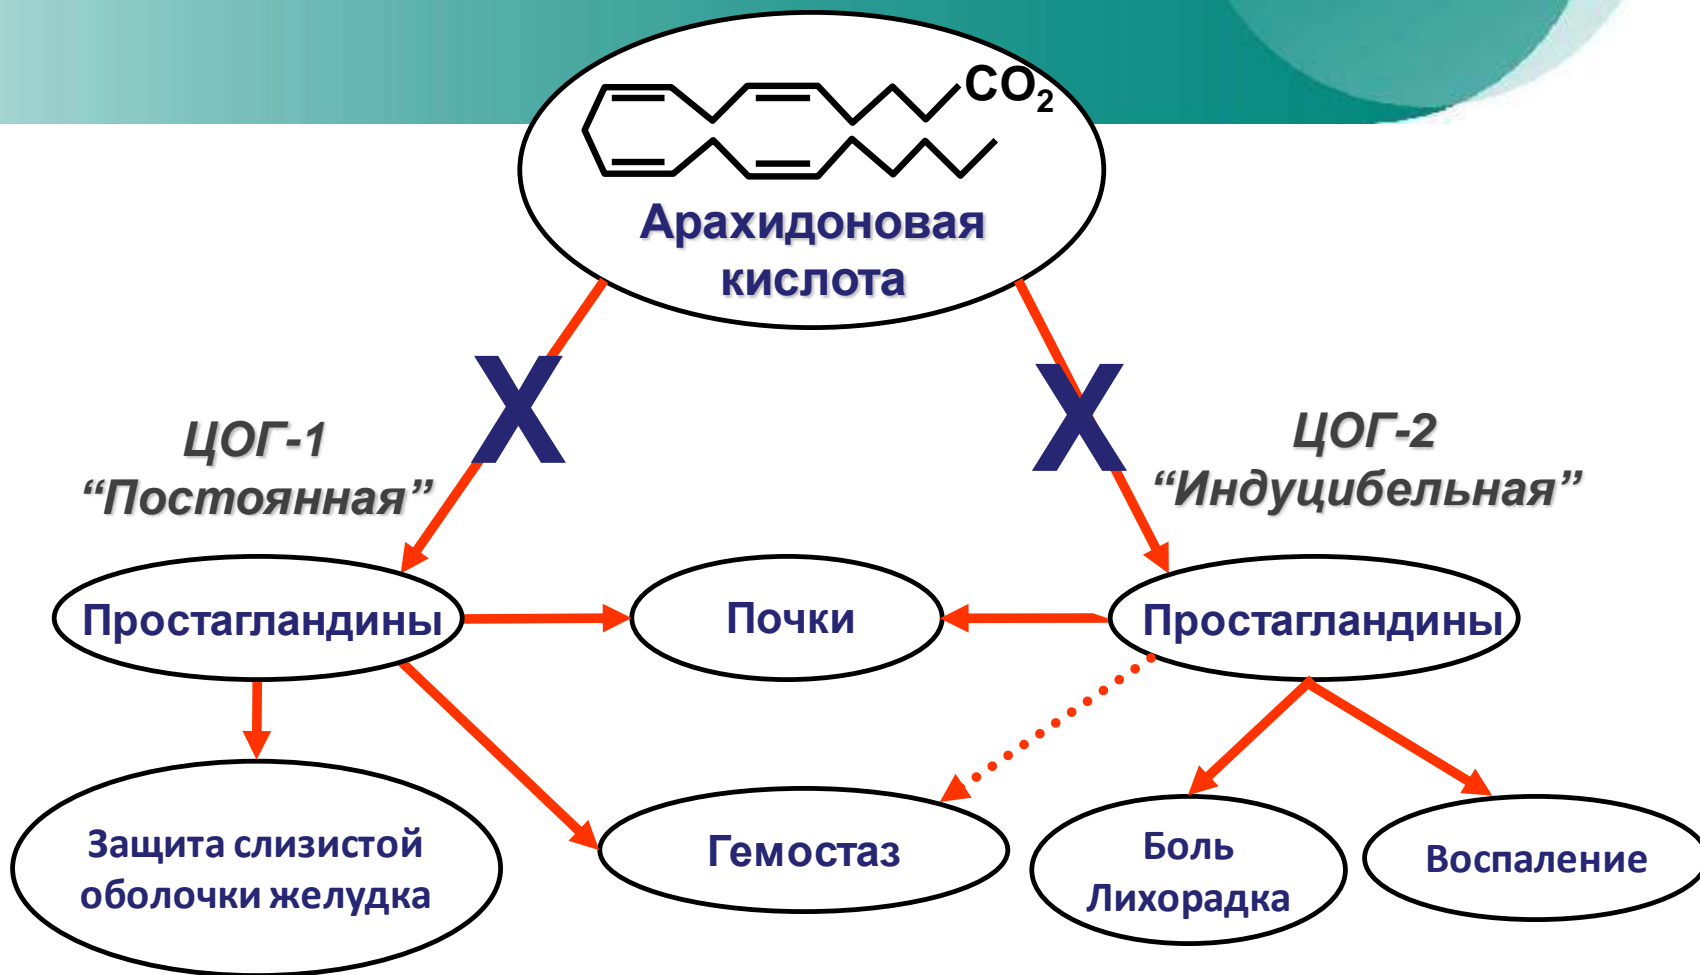 CO2
Арахидоновая
кислота
X
X
ЦОГ-1
“Постоянная”
ЦОГ-2
“Индуцибельная”
Простагландины
Почки
Простагландины
Защита слизистой
оболочки желудка
Гемостаз
Боль
Лихорадка
Воспаление